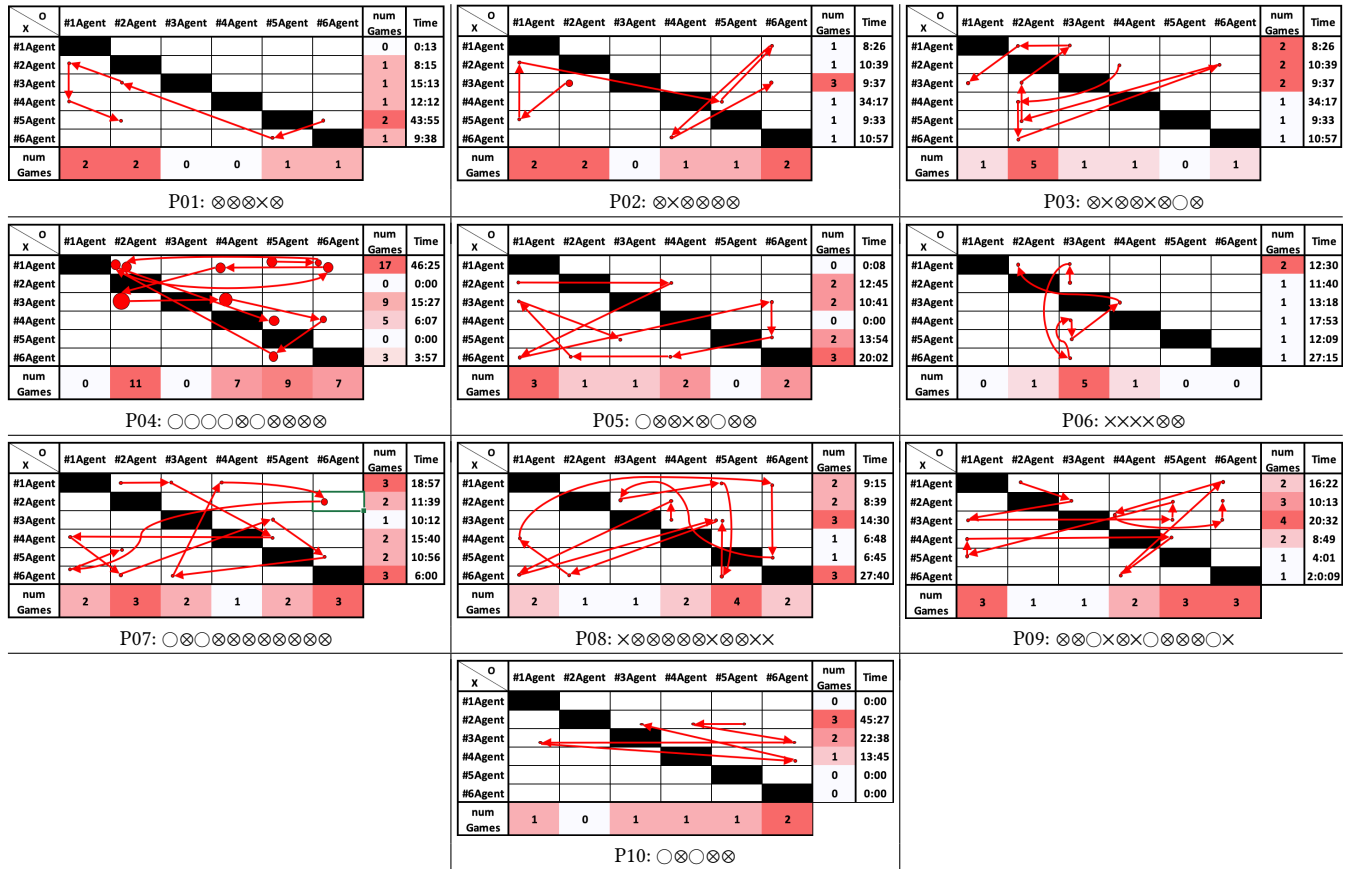 O #1Agent #2Agent #3Agent #4Agent #5Agent #6Agent num Games Time
X
#1Agent 0 0:13
#2Agent 1 8:15
#3Agent 1 15:13
#4Agent 1 12:12
#5Agent 2 43:55
#6Agent 1 9:38
num Games 2 2 0 0 1 1
P01: ⊗⊗⊗×⊗
O #1Agent #2Agent #3Agent #4Agent #5Agent #6Agent num Games Time
X
#1Agent 1 8:26
#2Agent 1 10:39
#3Agent 3 9:37
#4Agent 1 34:17
#5Agent 1 9:33
#6Agent 1 10:57
num Games 2 2 0 1 1 2
P02: ⊗×⊗⊗⊗⊗
O #1Agent #2Agent #3Agent #4Agent #5Agent #6Agent num Games Time
X
#1Agent 2 8:26
#2Agent 2 10:39
#3Agent 2 9:37
#4Agent 1 34:17
#5Agent 1 9:33
#6Agent 1 10:57
num Games 1 5 1 1 0 1
P03: ⊗×⊗⊗×⊗○⊗
O #1Agent #2Agent #3Agent #4Agent #5Agent #6Agent num Games Time
X
#1Agent 17 46:25
#2Agent 0 0:00
#3Agent 9 15:27
#4Agent 5 6:07
#5Agent 0 0:00
#6Agent 3 3:57
num Games 0 11 0 7 9 7
P04: ○○○○⊗○⊗⊗⊗⊗
O #1Agent #2Agent #3Agent #4Agent #5Agent #6Agent num Games Time
X
#1Agent 0 0:08
#2Agent 2 12:45
#3Agent 2 10:41
#4Agent 0 0:00
#5Agent 2 13:54
#6Agent 3 20:02
num Games 3 1 1 2 0 2
P05: ○⊗⊗×⊗○⊗⊗
O #1Agent #2Agent #3Agent #4Agent #5Agent #6Agent num Games Time
X
#1Agent 2 12:30
#2Agent 1 11:40
#3Agent 1 13:18
#4Agent 1 17:53
#5Agent 1 12:09
#6Agent 1 27:15
num Games 0 1 5 1 0 0
P06: ××××⊗⊗
O #1Agent #2Agent #3Agent #4Agent #5Agent #6Agent num Games Time
X
#1Agent 3 18:57
#2Agent 2 11:39
#3Agent 1 10:12
#4Agent 2 15:40
#5Agent 2 10:56
#6Agent 3 6:00
num Games 2 3 2 1 2 3
P07: ○⊗○⊗⊗⊗⊗⊗⊗⊗⊗
O #1Agent #2Agent #3Agent #4Agent #5Agent #6Agent num Games Time
X
#1Agent 2 9:15
#2Agent 2 8:39
#3Agent 3 14:30
#4Agent 1 6:48
#5Agent 1 6:45
#6Agent 3 27:40
num Games 2 1 1 2 4 2
P08: ×⊗⊗⊗⊗⊗×⊗⊗××
O #1Agent #2Agent #3Agent #4Agent #5Agent #6Agent num Games Time
X
#1Agent 2 16:22
#2Agent 3 10:13
#3Agent 4 20:32
#4Agent 2 8:49
#5Agent 1 4:01
#6Agent 1 2:0:09
num Games 3 1 1 2 3 3
P09: ⊗⊗○×⊗×○⊗⊗⊗○×
O #1Agent #2Agent #3Agent #4Agent #5Agent #6Agent num Games Time
X
#1Agent 0 0:00
#2Agent 3 45:27
#3Agent 2 22:38
#4Agent 1 13:45
#5Agent 0 0:00
#6Agent 0 0:00
num Games 1 0 1 1 1 2
P10: ○⊗○⊗⊗